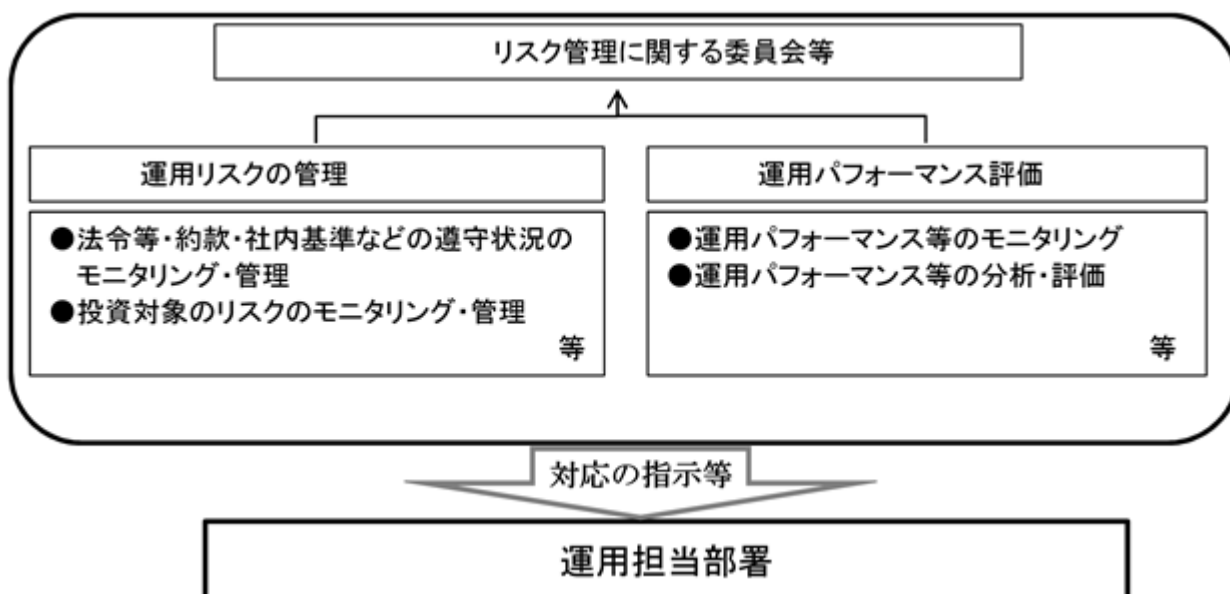 リスク管理に関する委員会等
運用リスクの管理
運用パフォーマンス評価
●法令等・約款・社内基準などの遵守状況の
モニタリング・管理
●投資対象のリスクのモニタリング・管理
等
●運用パフォーマンス等のモニタリング
●運用パフォーマンス等の分析・評価
等
対応の指示等
運用担当部署